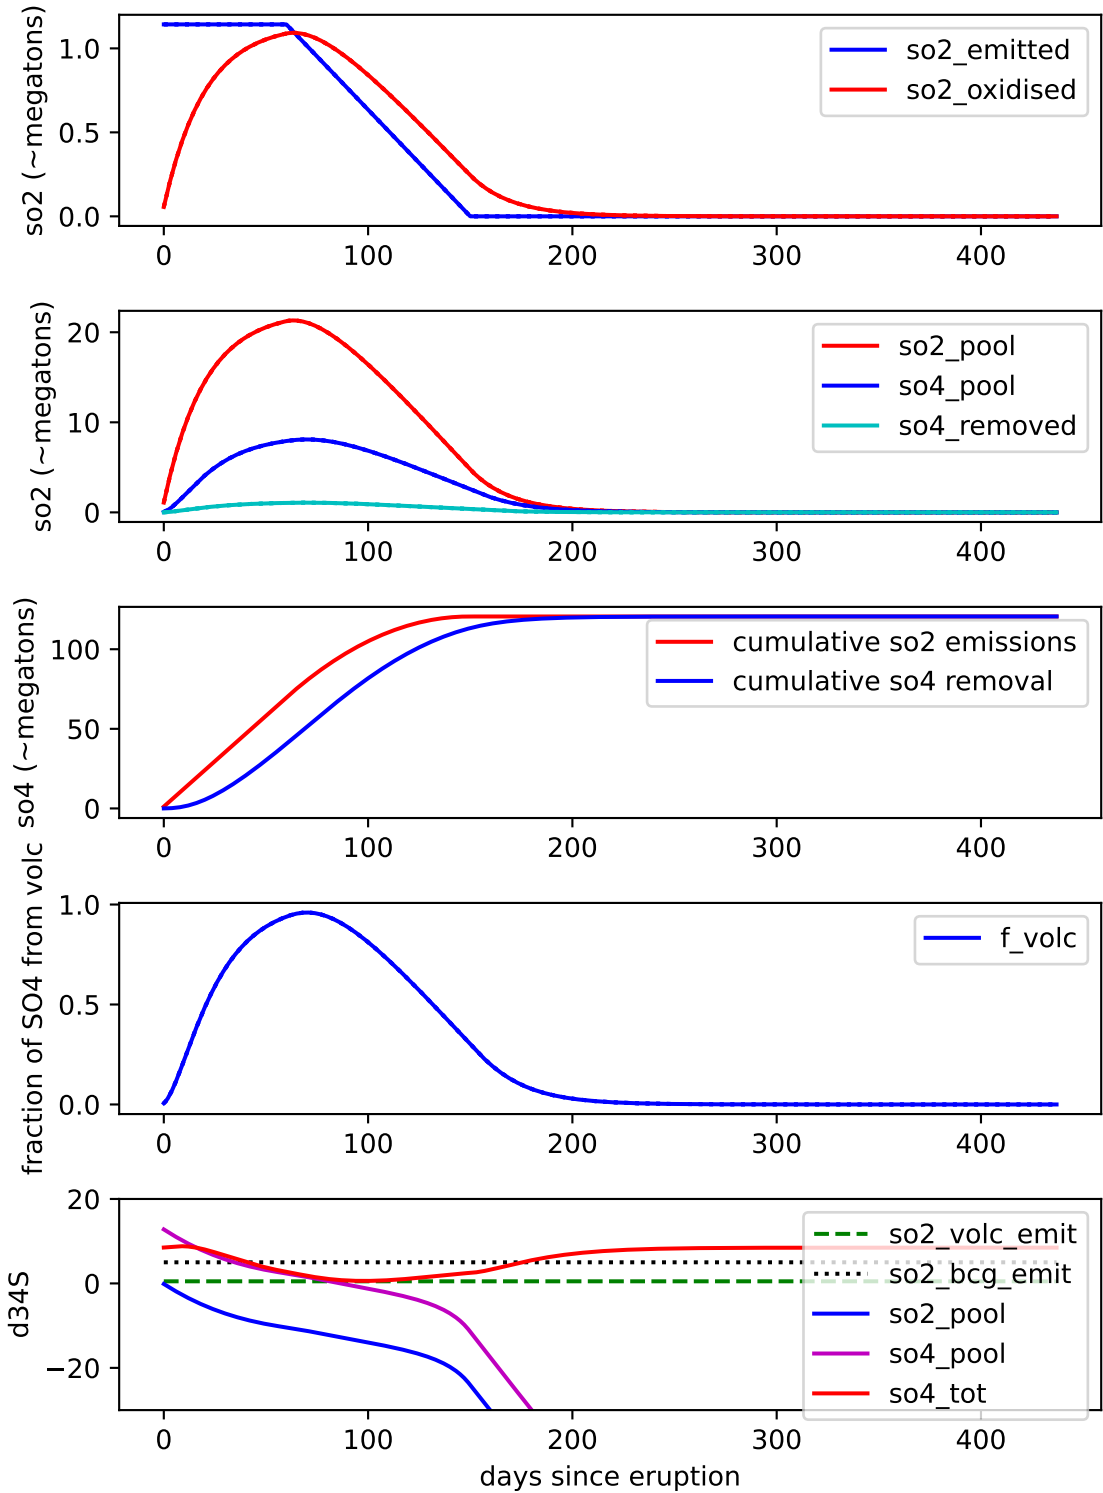 so2 (~megatons)
1.0
0.5
0.0
so2_emitted
so2_oxidised
0 100 200 300 400
so2 (~megatons)
20
10
0
so2_pool
so4_pool
so4_removed
0 100 200 300 400
so4 (~megatons)
100
50
0
cumulative so2 emissions
cumulative so4 removal
0 100 200 300 400
fraction of SO4 from volc
1.0
0.5
0.0
f_volc
0 100 200 300 400
d34S
20
0
−20
so2_volc_emit
so2_bcg_emit
so2_pool
so4_pool
so4_tot
0 100 200 300 400
days since eruption